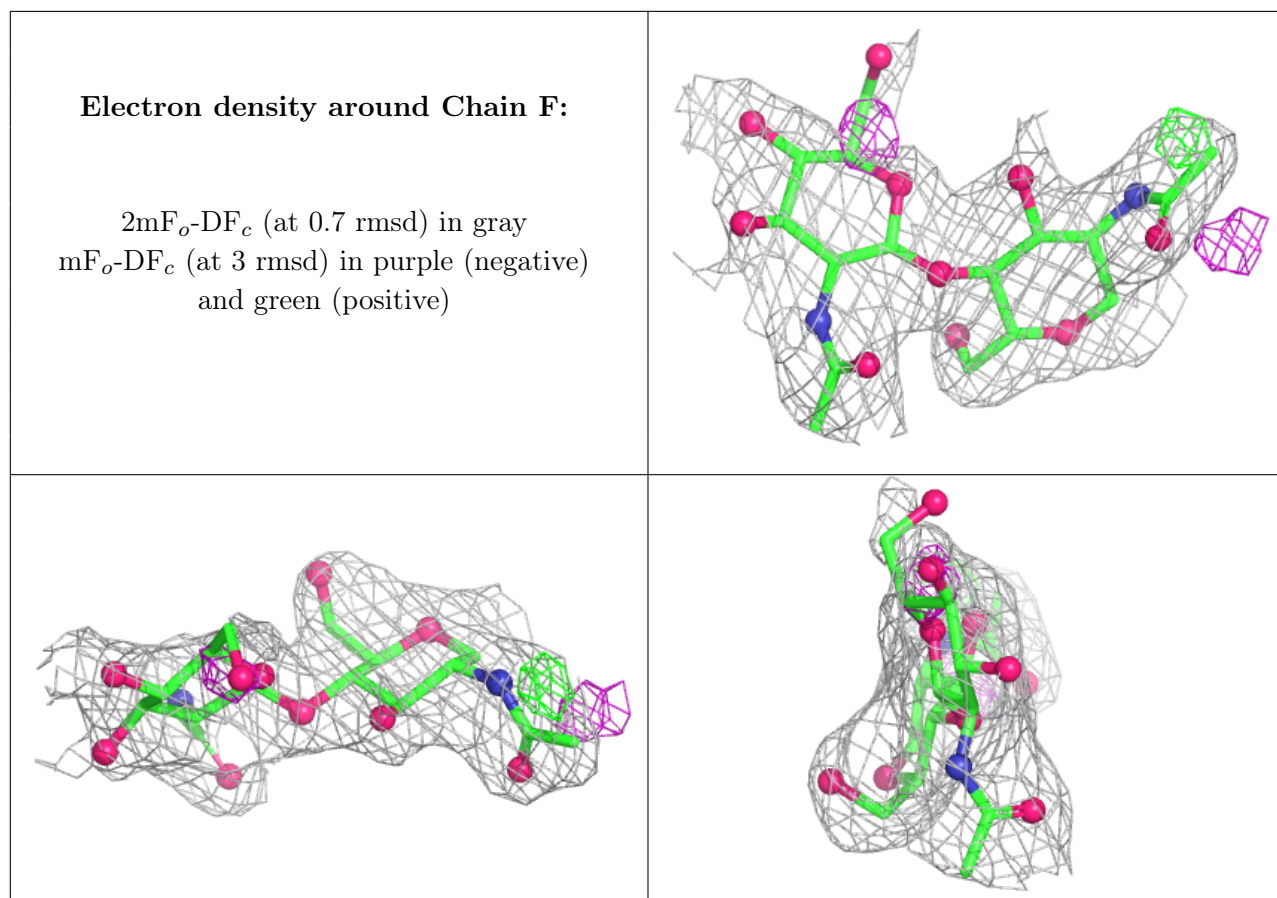 Electron density around Chain F:
2mFo-DFc (at 0.7 rmsd) in gray
mFo-DFc (at 3 rmsd) in purple (negative)
and green (positive)